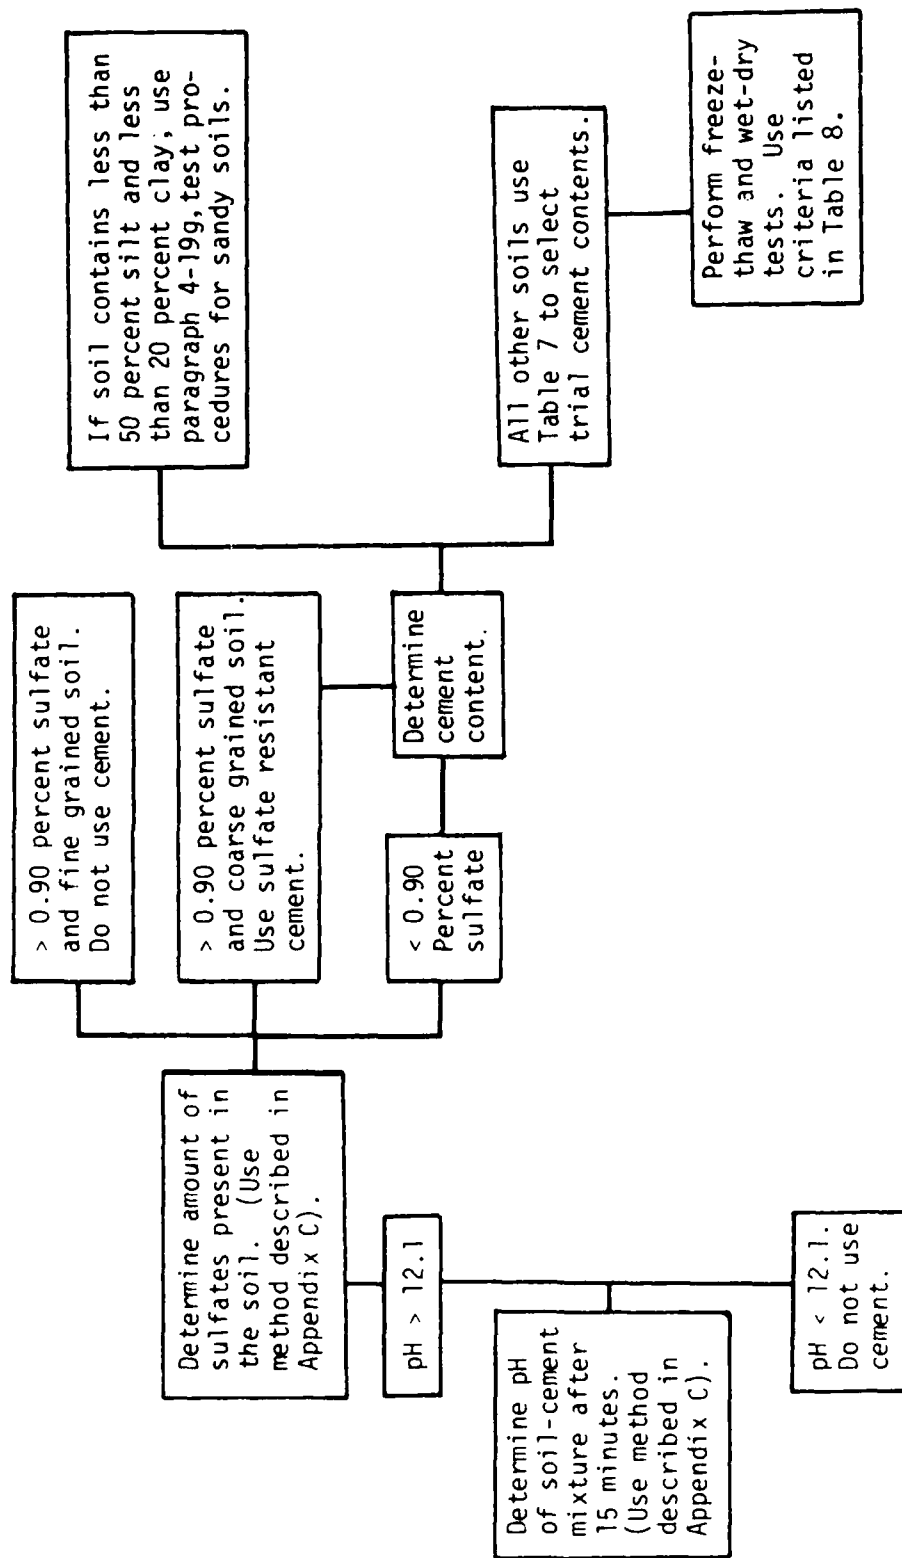 Determine pH
of soil-cement
mixture after
15 minutes.
(Use method
described in
Appendix C).
pH > 12.1
pH < 12.1.
Do not use
cement.
Determine amount of
sulfates present in
the soil. (Use
method described in
Appendix C).
> 0.90 percent sulfate
and fine grained soil.
Do not use cement.
> 0.90 percent sulfate
and coarse grained soil.
Use sulfate resistant
cement.
< 0.90
Percent
sulfate
Determine
cement
content.
If soil contains less than
50 percent silt and less
than 20 percent clay, use
paragraph 4-19g, test pro-
cedures for sandy soils.
All other soils use
Table 7 to select
trial cement contents.
Perform freeze-
thaw and wet-dry
tests. Use
criteria listed
in Table 8.